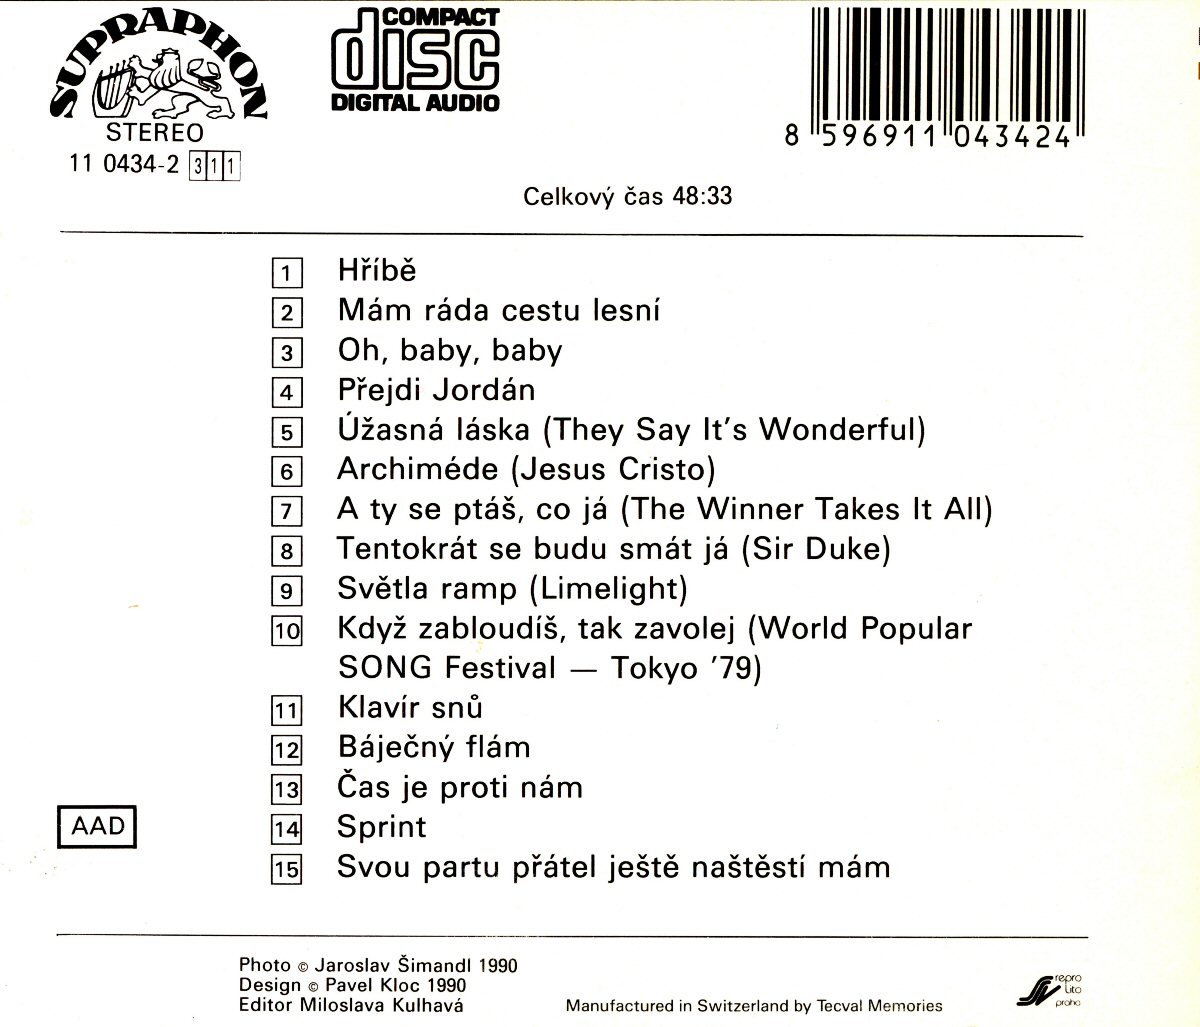 SUPRAPHON
STEREO
11 0434-2 311
COMPACT
disc
DIGITAL AUDIO
8 596911 043424
Celkový čas 48:33
1 Hříbě
2 Mám ráda cestu lesní
3 Oh, baby, baby
4 Přejdi Jordán
5 Úžasná láska (They Say It's Wonderful)
6 Archiméde (Jesus Cristo)
7 A ty se ptáš, co já (The Winner Takes It All)
8 Tentokrát se budu smát já (Sir Duke)
9 Světla ramp (Limelight)
10 Když zabloudíš, tak zavolej (World Popular
SONG Festival — Tokyo '79)
11 Klavír snů
12 Báječný flám
13 Čas je proti nám
AAD
14 Sprint
15 Svou partu přátel ještě naštěstí mám
Photo © Jaroslav Šimandl 1990
Design © Pavel Kloc 1990
Editor Miloslava Kulhavá
Manufactured in Switzerland by Tecval Memories
repro
lito
praha